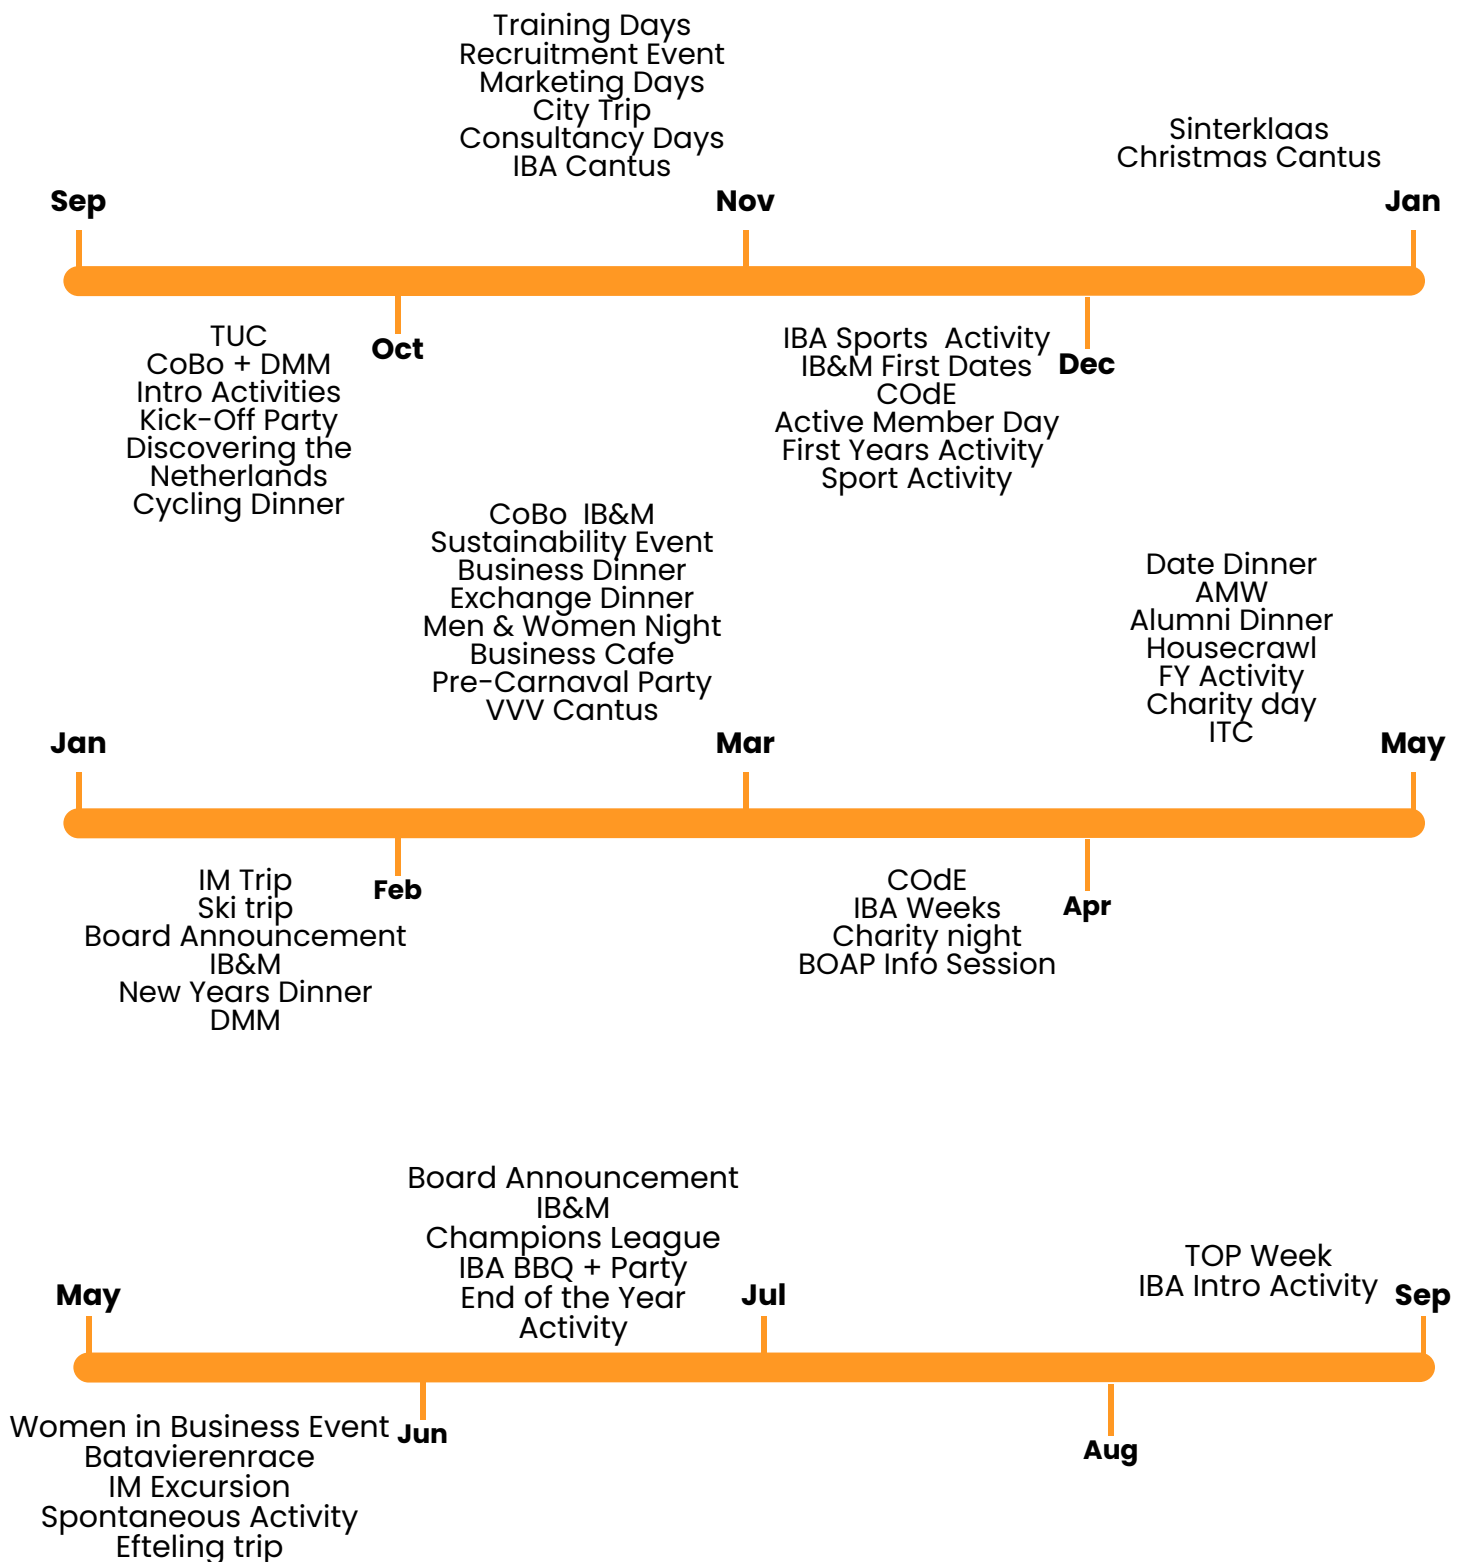 Training Days
Recruitment Event
Marketing Days
City Trip
Consultancy Days
IBA Cantus
Sinterklaas
Christmas Cantus
Sep
Nov
Jan
Oct
Dec
TUC
CoBo + DMM
Intro Activities
Kick-Off Party
Discovering the
Netherlands
Cycling Dinner
IBA Sports Activity
IB&M First Dates
COdE
Active Member Day
First Years Activity
Sport Activity
CoBo IB&M
Sustainability Event
Business Dinner
Exchange Dinner
Men & Women Night
Business Cafe
Pre-Carnaval Party
VVV Cantus
Date Dinner
AMW
Alumni Dinner
Housecrawl
FY Activity
Charity day
ITC
Jan
Mar
May
Feb
Apr
IM Trip
Ski trip
Board Announcement
IB&M
New Years Dinner
DMM
COdE
IBA Weeks
Charity night
BOAP Info Session
Board Announcement
IB&M
Champions League
IBA BBQ + Party
End of the Year
Activity
TOP Week
IBA Intro Activity
May
Jul
Sep
Jun
Aug
Women in Business Event
Batavierenrace
IM Excursion
Spontaneous Activity
Efteling trip